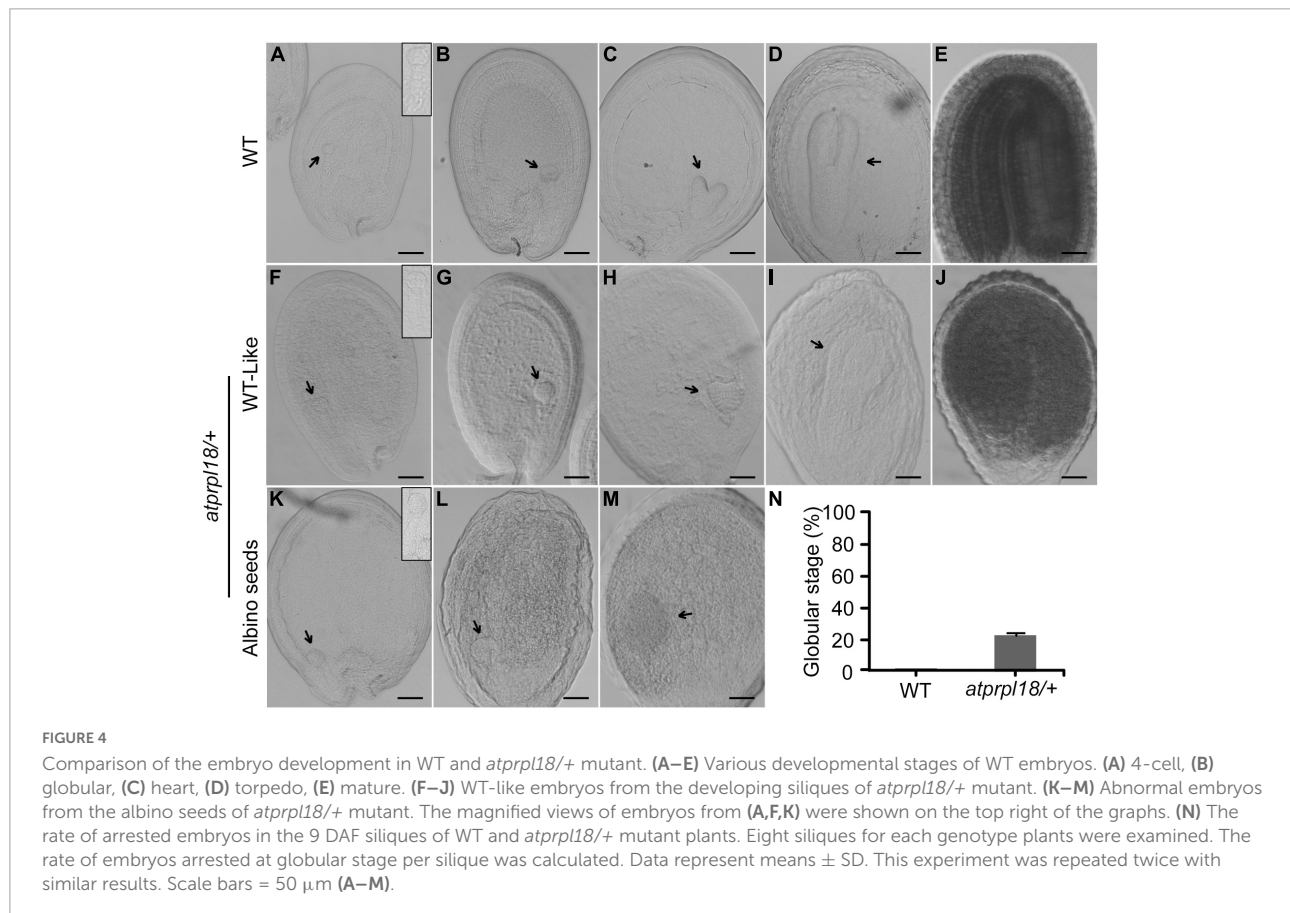 A
B
C
D
E
WT
F
G
H
I
J
WT-Like
atprpl18/+
K
L
M
N
Albino seeds
Globular stage (%)
100
80
60
40
20
0
WT
atprpl18/+
FIGURE 4
Comparison of the embryo development in WT and atprpl18/+ mutant. (A–E) Various developmental stages of WT embryos. (A) 4-cell, (B)
globular, (C) heart, (D) torpedo, (E) mature. (F–J) WT-like embryos from the developing siliques of atprpl18/+ mutant. (K–M) Abnormal embryos
from the albino seeds of atprpl18/+ mutant. The magnified views of embryos from (A,F,K) were shown on the top right of the graphs. (N) The
rate of arrested embryos in the 9 DAF siliques of WT and atprpl18/+ mutant plants. Eight siliques for each genotype plants were examined. The
rate of embryos arrested at globular stage per silique was calculated. Data represent means ± SD. This experiment was repeated twice with
similar results. Scale bars = 50 μm (A–M).